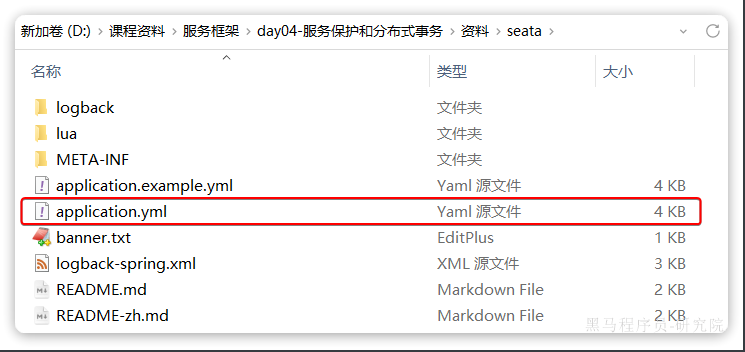 新加卷 (D:) > 课程资料 > 服务框架 > day04-服务保护和分布式事务 > 资料 > seata >
名称 类型 大小
logback 文件夹
lua 文件夹
META-INF 文件夹
application.example.yml Yaml 源文件 4 KB
application.yml Yaml 源文件 4 KB
banner.txt EditPlus 1 KB
logback-spring.xml XML 源文件 3 KB
README.md Markdown File 2 KB
README-zh.md Markdown File 2 KB
黑马程序员-研究院